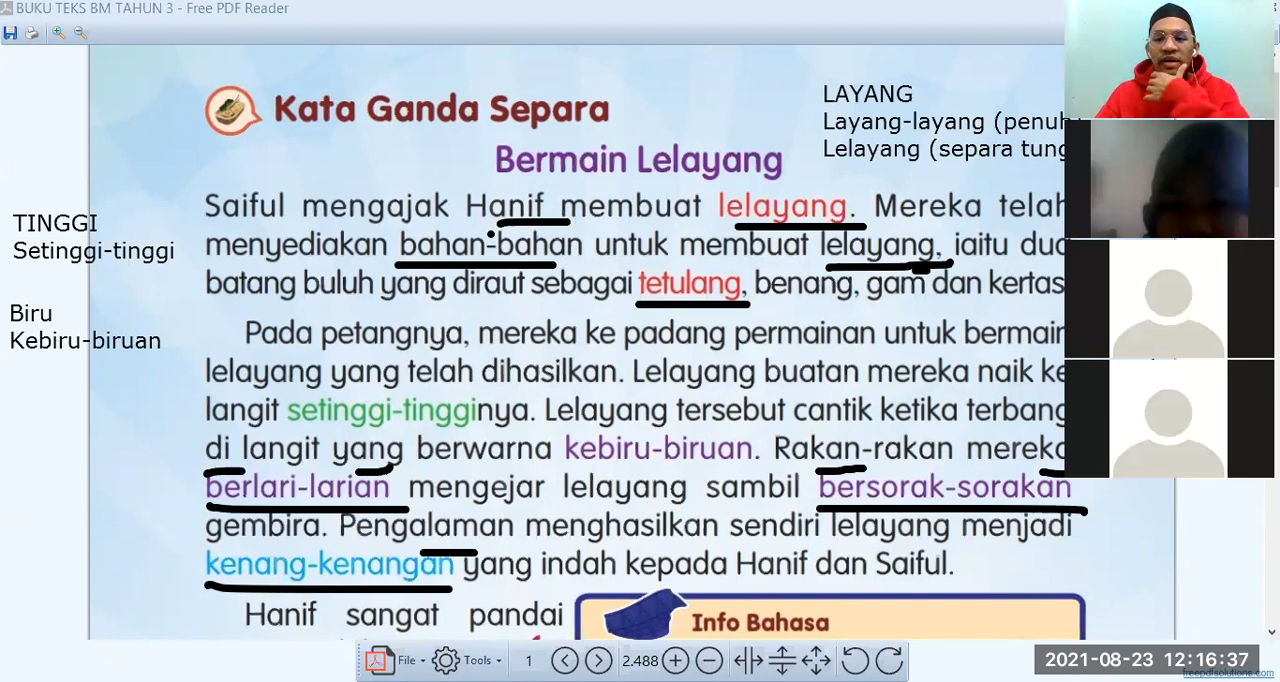 BUKU TEKS BM TAHUN 3 - Free PDF Reader
Kata Ganda Separa
LAYANG
Layang-layang (penuh
Lelayang (separa tung
Bermain Lelayang
TINGGI
Setinggi-tinggi
Biru
Kebiru-biruan
Saiful mengajak Hanif membuat lelayang. Mereka telah
menyediakan bahan-bahan untuk membuat lelayang, iaitu dua
batang buluh yang diraut sebagai tetulang, benang, gam dan kertas
Pada petangnya, mereka ke padang permainan untuk bermain
lelayang yang telah dihasilkan. Lelayang buatan mereka naik ke
langit setinggi-tingginya. Lelayang tersebut cantik ketika terbang
di langit yang berwarna kebiru-biruan. Rakan-rakan mereka
berlari-larian mengejar lelayang sambil bersorak-sorakan
gembira. Pengalaman menghasilkan sendiri lelayang menjadi
kenang-kenangan yang indah kepada Hanif dan Saiful.
Hanif sangat pandai
Info Bahasa
File Tools 1 2.488
2021-08-23 12:16:37
freepdfsolutions.com